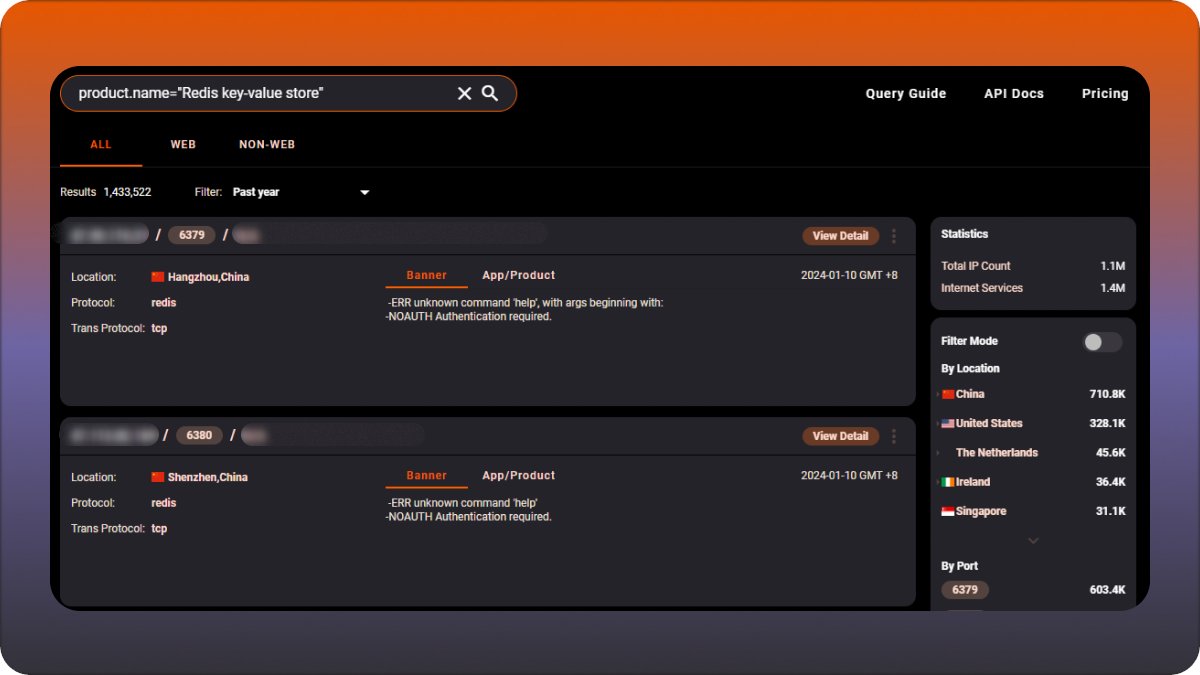 product.name="Redis key-value store"
Query Guide API Docs Pricing
ALL WEB NON-WEB
Results 1,433,522 Filter: Past year
/ 6379 /
View Detail
Location: Hangzhou,China
Protocol: redis
Trans Protocol: tcp
Banner App/Product
2024-01-10 GMT +8
-ERR unknown command 'help', with args beginning with:
-NOAUTH Authentication required.
/ 6380 /
View Detail
Location: Shenzhen,China
Protocol: redis
Trans Protocol: tcp
Banner App/Product
2024-01-10 GMT +8
-ERR unknown command 'help'
-NOAUTH Authentication required.
Statistics
Total IP Count 1.1M
Internet Services 1.4M
Filter Mode
By Location
China 710.8K
United States 328.1K
The Netherlands 45.6K
Ireland 36.4K
Singapore 31.1K
By Port
6379 603.4K